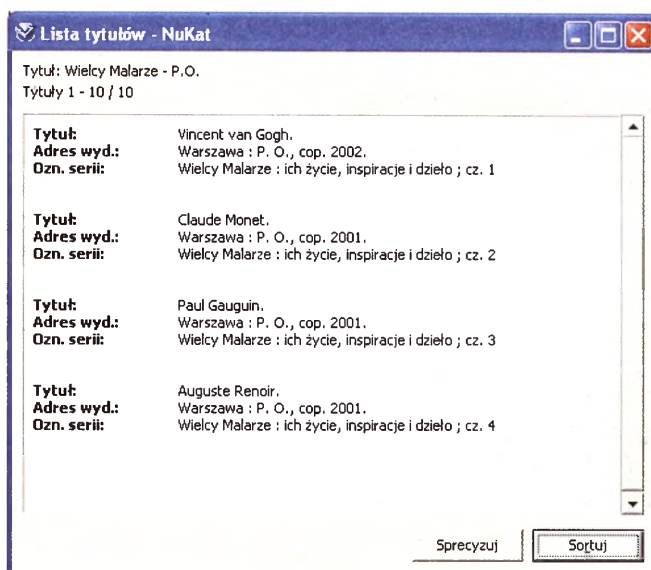 Lista tytułów - NuKat
Tytuł: Wielcy Malarze - P.O.
Tytuły 1 - 10 / 10
Tytuł: Vincent van Gogh.
Adres wyd.: Warszawa : P. O., cop. 2002.
Ozn. serii: Wielcy Malarze : ich życie, inspiracje i dzieło ; cz. 1
Tytuł: Claude Monet.
Adres wyd.: Warszawa : P. O., cop. 2001.
Ozn. serii: Wielcy Malarze : ich życie, inspiracje i dzieło ; cz. 2
Tytuł: Paul Gauguin.
Adres wyd.: Warszawa : P. O., cop. 2001.
Ozn. serii: Wielcy Malarze : ich życie, inspiracje i dzieło ; cz. 3
Tytuł: Auguste Renoir.
Adres wyd.: Warszawa : P. O., cop. 2001.
Ozn. serii: Wielcy Malarze : ich życie, inspiracje i dzieło ; cz. 4
Sprecyzuj Sortuj